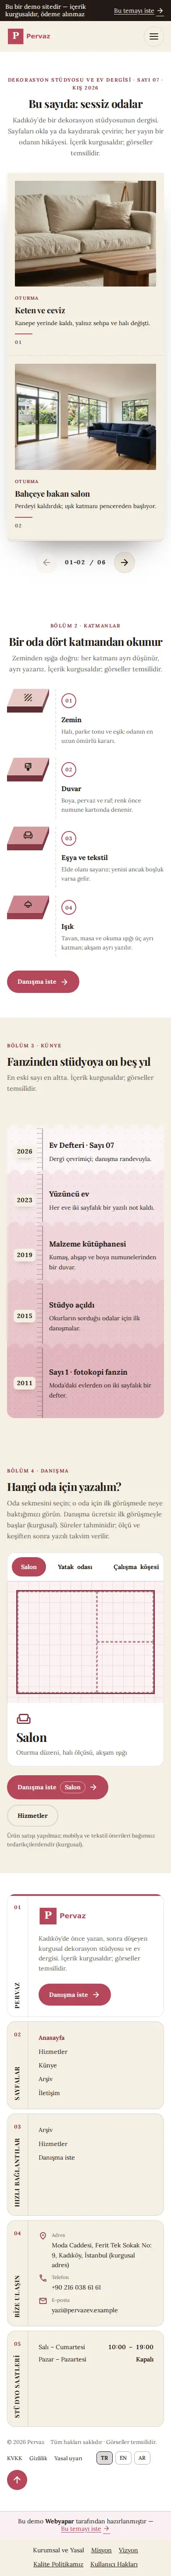 Bu bir demo sitedir — içerik
kurgusaldır, ödeme alınmaz
Bu temayı iste →
P Pervaz
DEKORASYON STÜDYOSU VE EV DERGİSİ · SAYI 07 ·
KIŞ 2026
Bu sayıda: sessiz odalar
Kadıköy'de bir dekorasyon stüdyosunun dergisi.
Sayfaları okla ya da kaydırarak çevirin; her yayın bir
odanın hikâyesi. İçerik kurgusaldır; görseller
temsilidir.
OTURMA
Keten ve ceviz
Kanepe yerinde kaldı, yalnız sehpa ve halı değişti.
01
OTURMA
Bahçeye bakan salon
Perdeyi kaldırdık; ışık katmanı pencereden başlıyor.
02
01–02 / 06
BÖLÜM 2 · KATMANLAR
Bir oda dört katmandan okunur
Zeminden ışığa doğru: her katmanı ayrı düşünür,
ayrı yazarız. İçerik kurgusaldır; görseller temsilidir.
01
Zemin
Halı, parke tonu ve eşik: odanın en
uzun ömürlü kararı.
02
Duvar
Boya, pervaz ve raf; renk önce
numune kartında denenir.
03
Eşya ve tekstil
Elde olanı sayarız; yenisi ancak boşluk
varsa gelir.
04
Işık
Tavan, masa ve okuma ışığı üç ayrı
katman; akşam ayrı yazılır.
Danışma iste →
BÖLÜM 3 · KÜNYE
Fanzinden stüdyoya on beş yıl
En eski sayı en altta. İçerik kurgusaldır; görseller
temsilidir.
2026
Ev Defteri · Sayı 07
Dergi çevrimiçi; danışma randevuyla.
2023
Yüzüncü ev
Her eve iki sayfalık bir yazılı not kaldı.
2019
Malzeme kütüphanesi
Kumaş, ahşap ve boya numunelerinden
bir duvar.
2015
Stüdyo açıldı
Okurların sorduğu odalar için ilk
danışmalar.
2011
Sayı 1 · fotokopi fanzin
Moda'daki evlerden on iki sayfalık bir
defter.
BÖLÜM 4 · DANIŞMA
Hangi oda için yazalım?
Oda sekmesini seçin; o oda için ilk görüşmede neye
baktığımızı görün. Danışma ücretsiz ilk görüşmeyle
başlar (kurgusal). Süreler tahminidir; ölçü ve
keşiften sonra yazılı takvim verilir.
Salon
Yatak odası
Çalışma köşesi
Salon
Oturma düzeni, halı ölçüsü, akşam ışığı
Danışma iste Salon →
Hizmetler
Ürün satışı yapılmaz; mobilya ve tekstil önerileri bağımsız
tedarikçilerdendir (kurgusal).
01
PERVAZ
P Pervaz
Kadıköy'de önce yazan, sonra döşeyen
kurgusal dekorasyon stüdyosu ve ev
dergisi. İçerik kurgusaldır; görseller
temsilidir.
Danışma iste →
02
SAYFALAR
Anasayfa
Hizmetler
Künye
Arşiv
İletişim
03
HIZLI BAĞLANTILAR
Arşiv
Hizmetler
Danışma iste
04
BİZE ULAŞIN
Adres
Moda Caddesi, Ferit Tek Sokak No:
9, Kadıköy, İstanbul (kurgusal
adres)
Telefon
+90 216 038 61 61
E-posta
yazi@pervazev.example
05
STÜDYO SAATLERİ
Salı – Cumartesi 10:00 – 19:00
Pazar – Pazartesi Kapalı
© 2026 Pervaz Tüm hakları saklıdır · Görseller temsilidir.
KVKK Gizlilik Yasal uyarı
TR EN AR
Bu demo Webyapar tarafından hazırlanmıştır —
Bu temayı iste →
Kurumsal ve Yasal Misyon Vizyon
Kalite Politikamız Kullanıcı Hakları